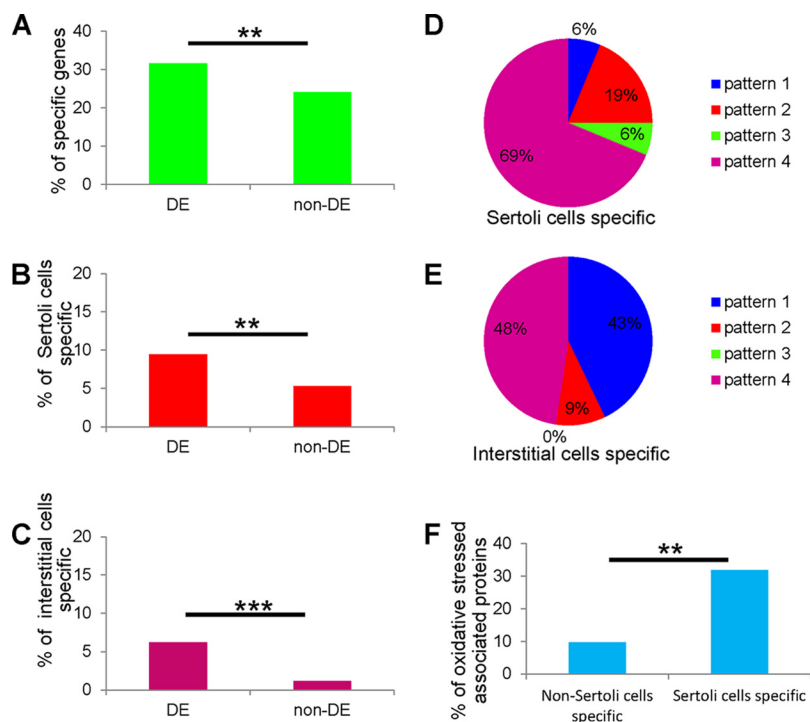 A
% of specific genes
50
40
30
20
10
0
**
DE
non-DE
B
% of Sertoli cells
specific
20
15
10
5
0
**
DE
non-DE
C
% of interstitial cells
specific
20
15
10
5
0
***
DE
non-DE
D
6%
19%
6%
69%
pattern 1
pattern 2
pattern 3
pattern 4
Sertoli cells specific
E
43%
48%
9%
0%
pattern 1
pattern 2
pattern 3
pattern 4
Interstitial cells specific
F
% of oxidative stressed
associated proteins
40
30
20
10
0
**
Non-Sertoli cells
specific
Sertoli cells specific